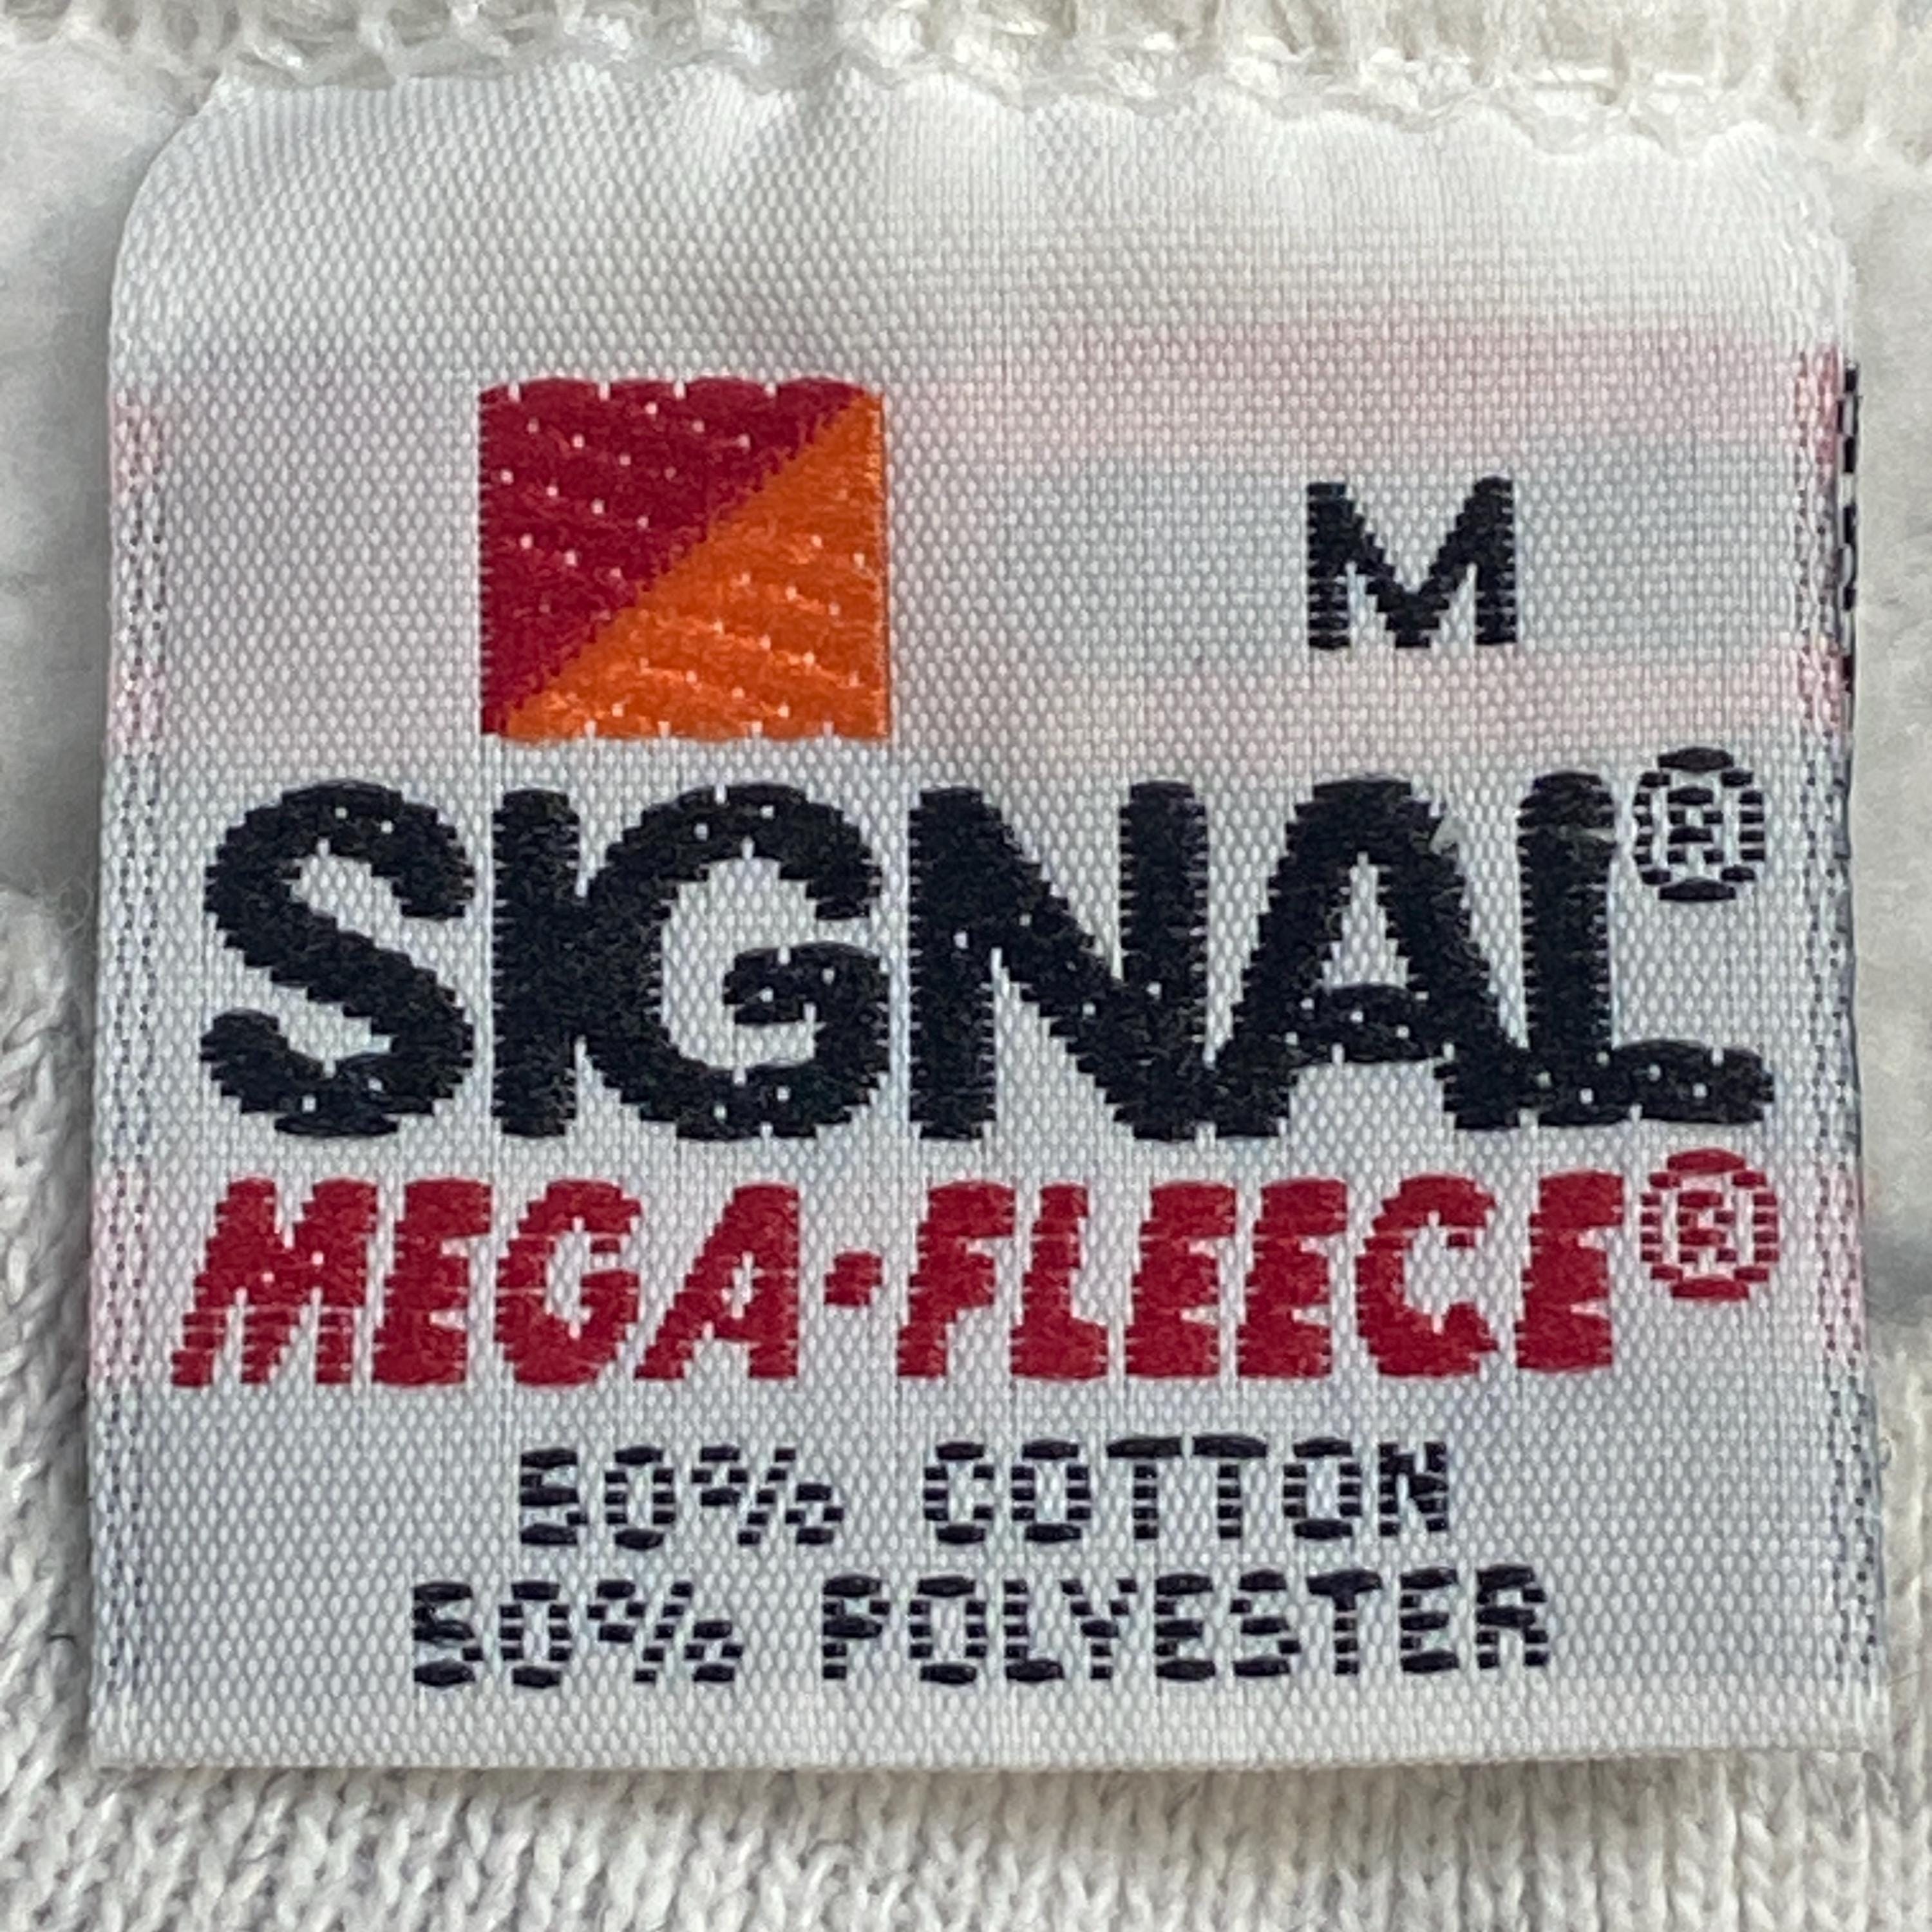 M
SIGNAL®
MEGA·FLEECE®
50% COTTON
50% POLYESTER